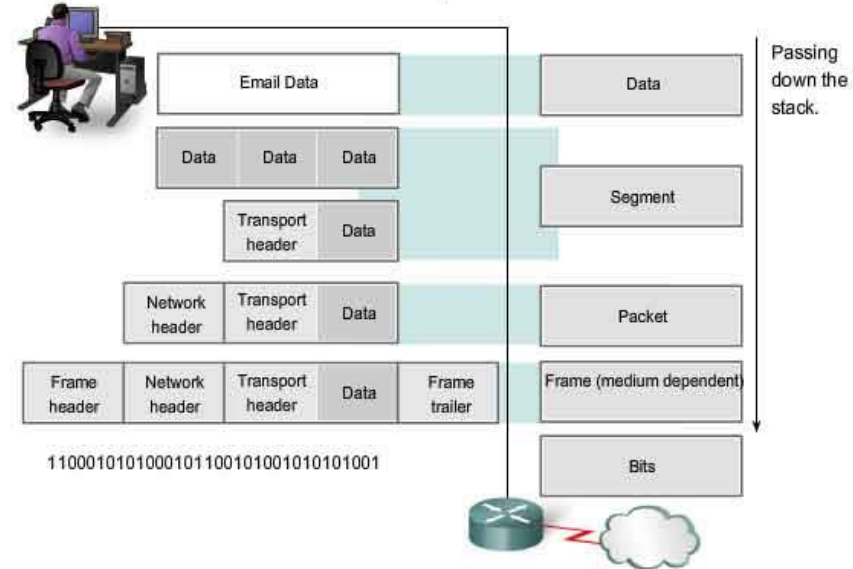 Passing
down the
stack.
Email Data
Data
Data Data Data
Segment
Transport
header
Data
Network
header
Transport
header
Data
Packet
Frame
header
Network
header
Transport
header
Data
Frame
trailer
Frame (medium dependent)
1100010101000101100101001010101001
Bits